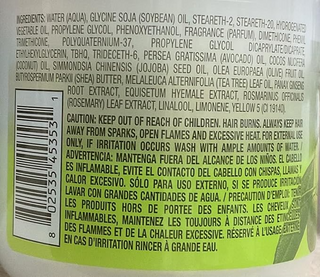 INGREDIENTS: WATER (AQUA), GLYCINE SOJA (SOYBEAN) OIL, STEARETH-2, STEARETH-20, HYDROGENATED
VEGETABLE OIL, PROPYLENE GLYCOL, PHENOXYETHANOL, FRAGRANCE (PARFUM), DIMETHICONE, PHENYL
TRIMETHICONE, POLYQUATERNIUM-37, PROPYLENE GLYCOL DICAPRYLATE/DICAPRATE,
ETHYLHEXYLGLYCERIN, TBHQ, TRIDECETH-6, PERSEA GRATISSIMA (AVOCADO) OIL, COCOS NUCIFERA
(COCONUT) OIL, SIMMONDSIA CHINENSIS (JOJOBA) SEED OIL, OLEA EUROPAEA (OLIVE) FRUIT OIL,
BUTYROSPERMUM PARKII (SHEA) BUTTER, MELALEUCA ALTERNIFOLIA (TEA TREE) OIL, PANAX GINSENG
ROOT EXTRACT, EQUISETUM HYEMALE EXTRACT, ROSMARINUS OFFICINALIS
(ROSEMARY) LEAF EXTRACT, LINALOOL, LIMONENE, YELLOW 5 (CI 19140)
CAUTION: KEEP OUT OF REACH OF CHILDREN. HAIR BURNS. ALWAYS KEEP HAIR
AWAY FROM SPARKS, OPEN FLAMES AND EXCESSIVE HEAT. FOR EXTERNAL USE
ONLY, IF IRRITATION OCCURS WASH WITH AMPLE AMOUNTS OF WATER. /
ADVERTENCIA: MANTENGA FUERA DEL ALCANCE DE LOS NIÑOS. EL CABELLO
ES INFLAMABLE, EVITE EL CONTACTO DEL CABELLO CON CHISPAS, LLAMAS Y
CALOR EXCESIVO. SÓLO PARA USO EXTERNO, SI SE PRODUCE IRRITACIÓN
LAVAR CON GRANDES CANTIDADES DE AGUA. / PRECAUTION D'EMPLOI: TENIR
LES PRODUITS HORS DE PORTÉE DES ENFANTS. LES CHEVEUX SONT
INFLAMMABLES, MAINTENEZ LES TOUJOURS À DISTANCE DES ÉTINCELLES,
DES FLAMMES ET DE LA CHALEUR EXCESSIVE. RÉSERVÉ À L'USAGE EXTERNE,
EN CAS D'IRRITATION RINCER À GRANDE EAU.
8 02535 45355 1